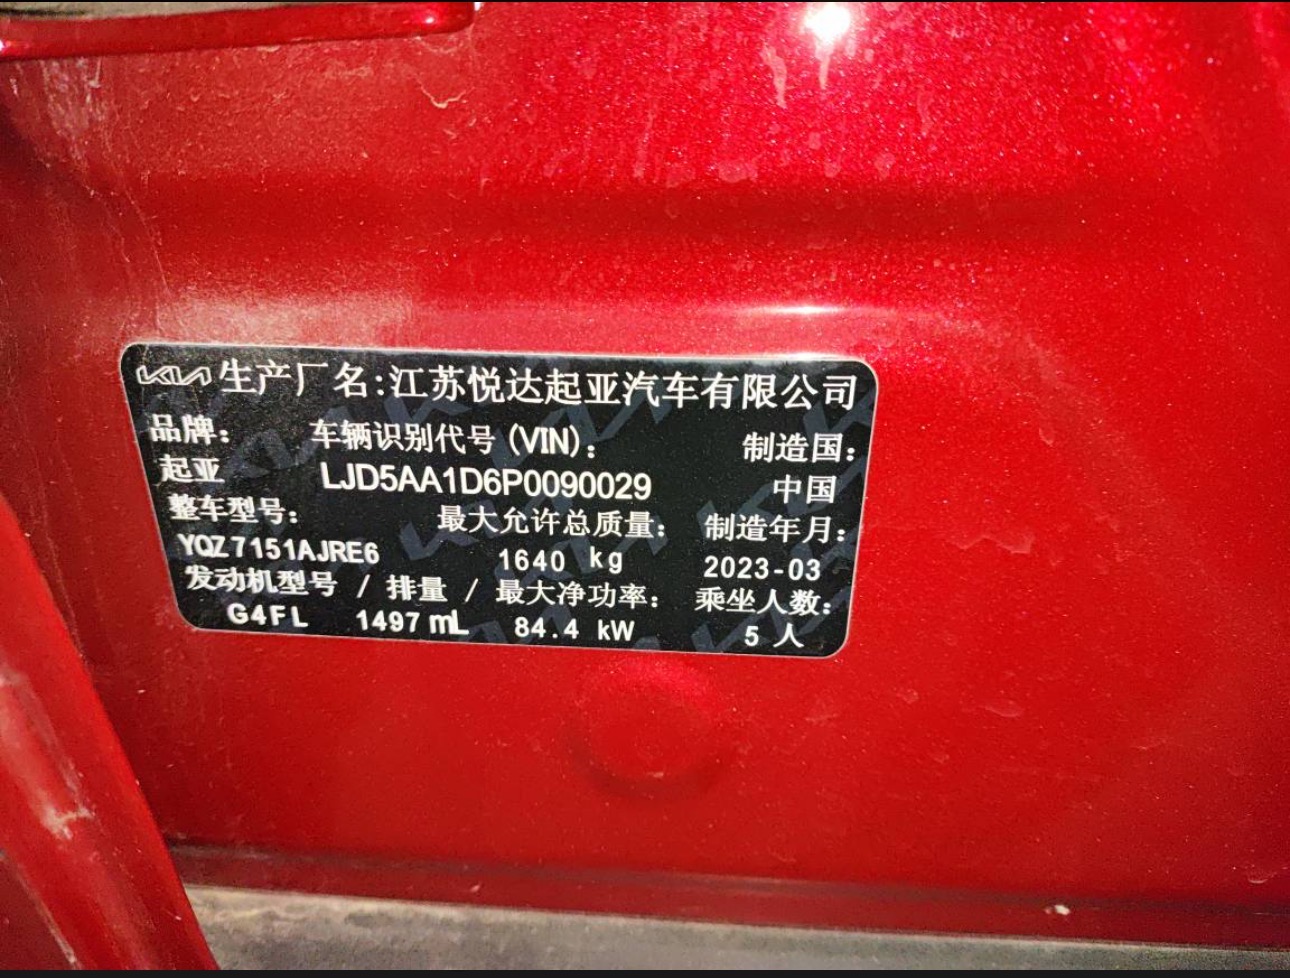 KIA 生产厂名:江苏悦达起亚汽车有限公司
品牌: 车辆识别代号 (VIN): 制造国:
起亚 LJD5AA1D6P0090029 中国
整车型号: 最大允许总质量: 制造年月:
YQZ7151AJRE6 1640 kg 2023-03
发动机型号 / 排量 / 最大净功率: 乘坐人数:
G4FL 1497 mL 84.4 kW 5 人